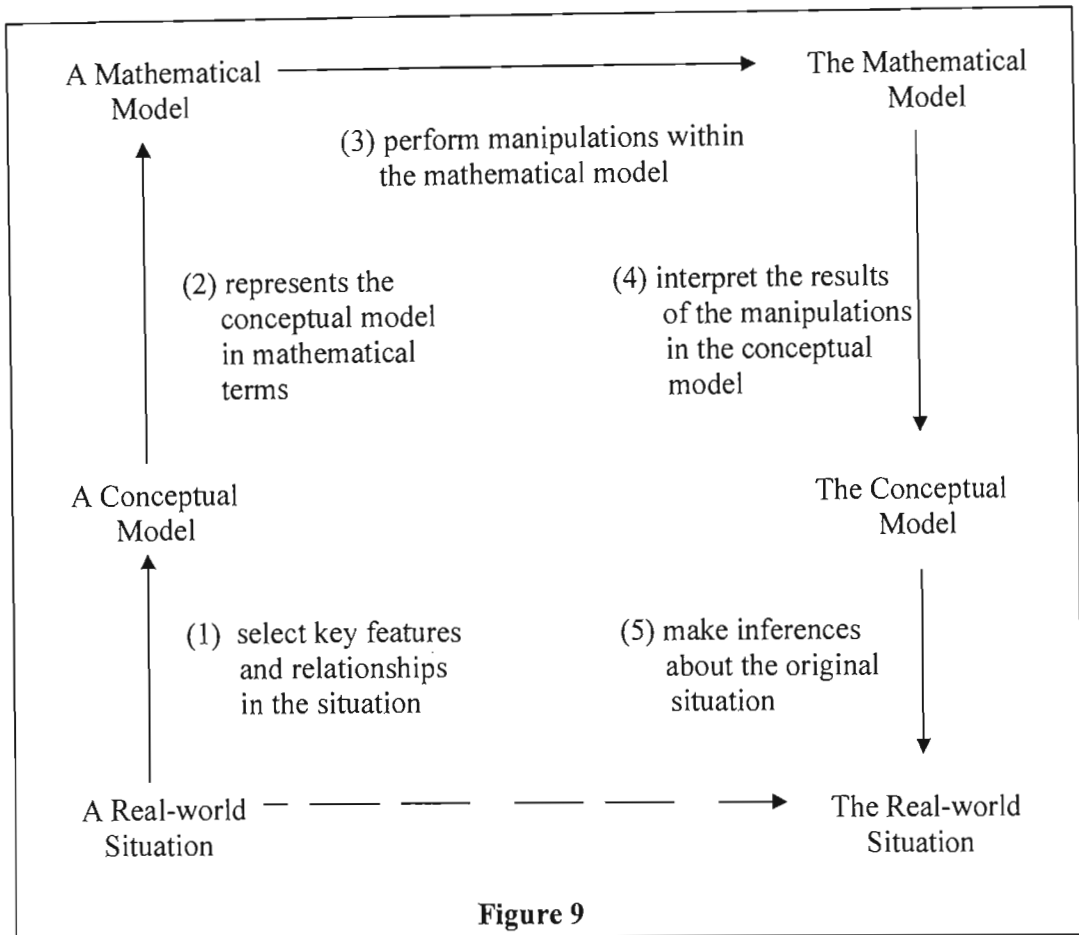 A Mathematical
Model
The Mathematical
Model
(3) perform manipulations within
the mathematical model
(2) represents the
conceptual model
in mathematical
terms
(4) interpret the results
of the manipulations
in the conceptual
model
A Conceptual
Model
The Conceptual
Model
(1) select key features
and relationships
in the situation
(5) make inferences
about the original
situation
A Real-world
Situation
The Real-world
Situation
Figure 9